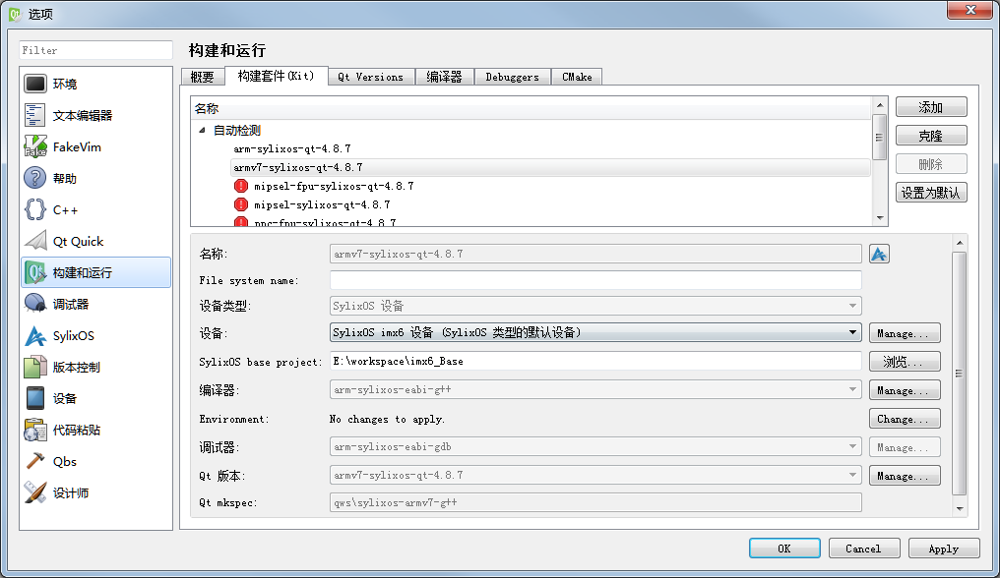 选项
Filter
环境
文本编辑器
FakeVim
帮助
C++
Qt Quick
构建和运行
调试器
SylixOS
版本控制
设备
代码粘贴
Qbs
设计师
构建和运行
概要 构建套件(Kit) Qt Versions 编译器 Debuggers CMake
名称
自动检测
arm-sylixos-qt-4.8.7
armv7-sylixos-qt-4.8.7
mipsel-fpu-sylixos-qt-4.8.7
mipsel-sylixos-qt-4.8.7
ppc-fpu-sylixos-qt-4.8.7
添加
克隆
删除
设置为默认
名称: armv7-sylixos-qt-4.8.7
File system name:
设备类型: SylixOS 设备
设备: SylixOS imx6 设备 (SylixOS 类型的默认设备) Manage...
SylixOS base project: E:\workspace\imx6_Base 浏览...
编译器: arm-sylixos-eabi-g++ Manage...
Environment: No changes to apply. Change...
调试器: arm-sylixos-eabi-gdb Manage...
Qt 版本: armv7-sylixos-qt-4.8.7 Manage...
Qt mkspec: qws\sylixos-armv7-g++
OK Cancel Apply